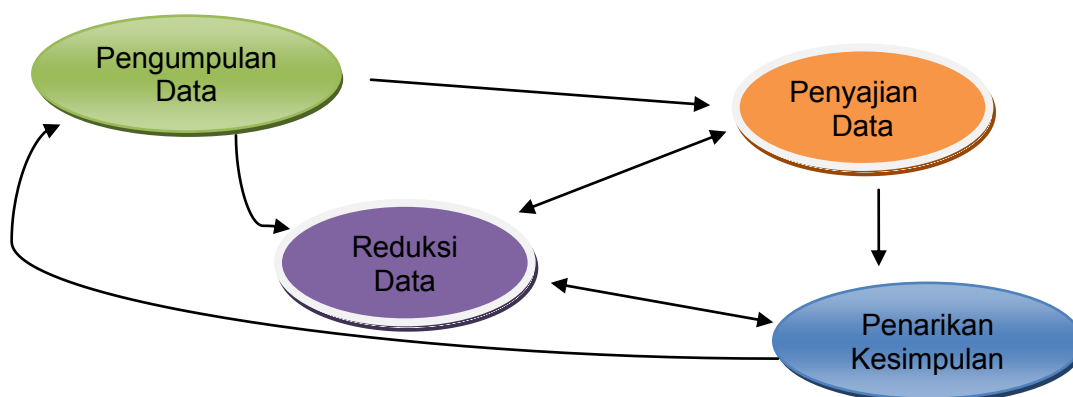 Pengumpulan
Data
Penyajian
Data
Reduksi
Data
Penarikan
Kesimpulan